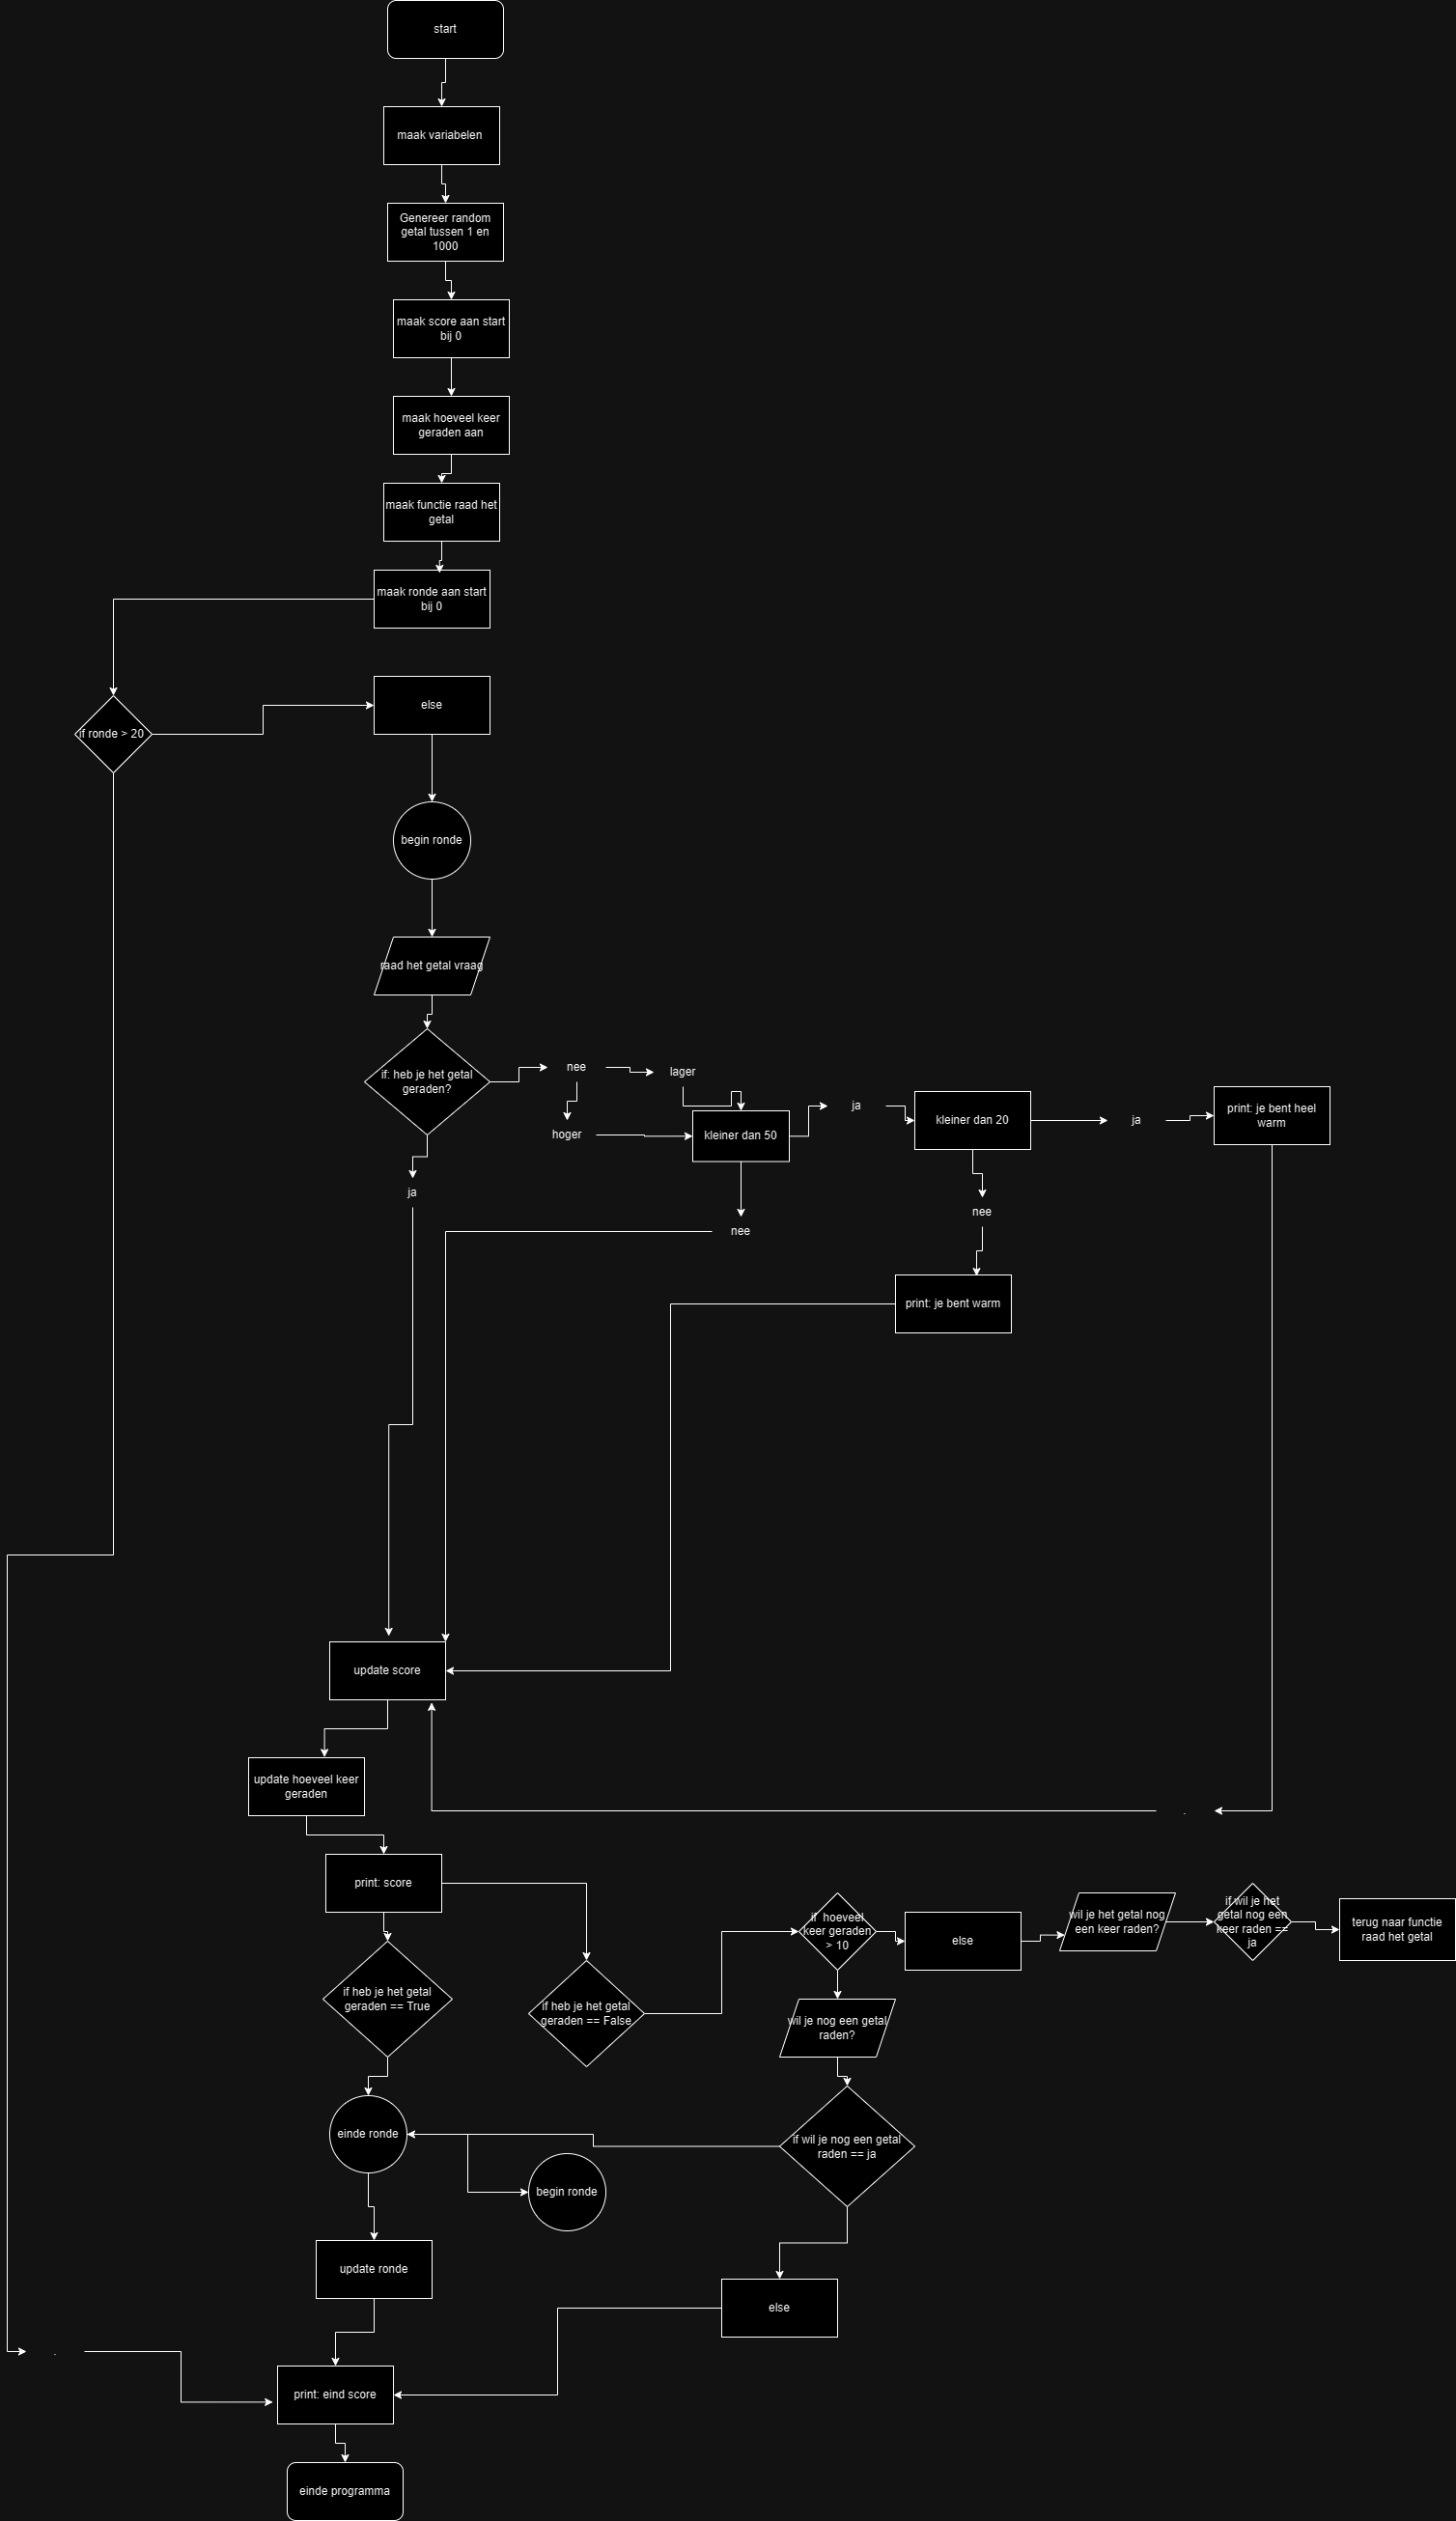 start
maak variabelen
Genereer random
getal tussen 1 en
1000
maak score aan start
bij 0
maak hoeveel keer
geraden aan
maak functie raad het
getal
maak ronde aan start
bij 0
if ronde > 20
else
begin ronde
raad het getal vraag
if: heb je het getal
geraden?
nee
lager
hoger
kleiner dan 50
ja
kleiner dan 20
ja
print: je bent heel
warm
ja
nee
nee
print: je bent warm
update score
update hoeveel keer
geraden
.
print: score
if hoeveel
keer geraden
> 10
else
wil je het getal nog
een keer raden?
if wil je het
getal nog een
keer raden ==
ja
terug naar functie
raad het getal
if heb je het getal
geraden == True
if heb je het getal
geraden == False
wil je nog een getal
raden?
einde ronde
if wil je nog een getal
raden == ja
begin ronde
update ronde
else
.
print: eind score
einde programma